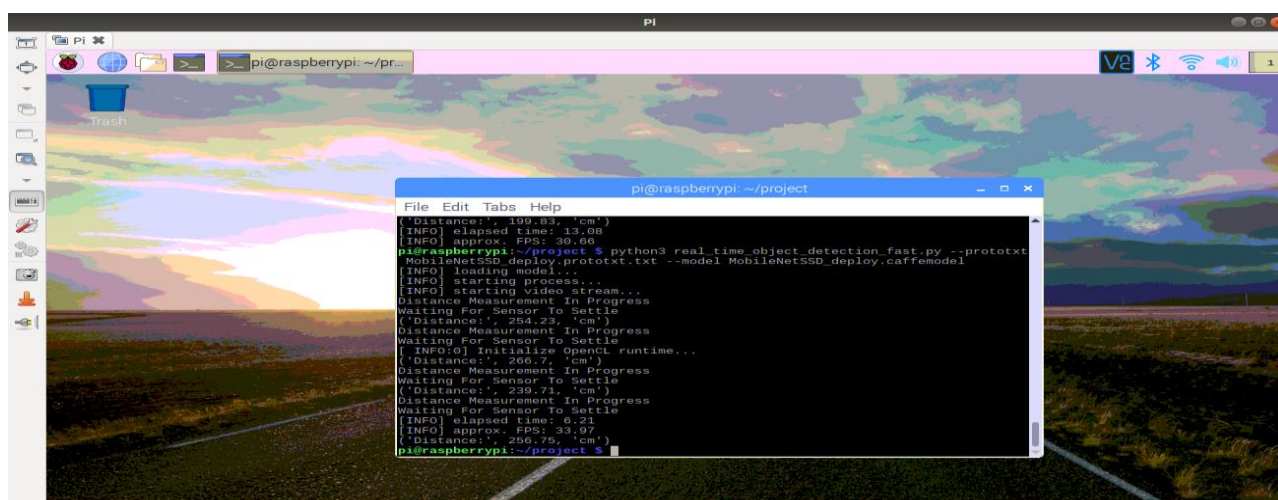 Pi
Pi
pi@raspberrypi: ~/pr...
1
Trash
pi@raspberrypi: ~/project
File Edit Tabs Help
('Distance:', 199.83, 'cm')
[INFO] elapsed time: 13.08
[INFO] approx. FPS: 30.66
pi@raspberrypi:~/project $ python3 real_time_object_detection_fast.py --prototxt
MobileNetSSD_deploy.prototxt.txt --model MobileNetSSD_deploy.caffemodel
[INFO] loading model...
[INFO] starting process...
[INFO] starting video stream...
Distance Measurement In Progress
Waiting For Sensor To Settle
('Distance:', 254.23, 'cm')
Distance Measurement In Progress
Waiting For Sensor To Settle
[ INFO:0] Initialize OpenCL runtime...
('Distance:', 266.7, 'cm')
Distance Measurement In Progress
Waiting For Sensor To Settle
('Distance:', 239.71, 'cm')
Distance Measurement In Progress
Waiting For Sensor To Settle
[INFO] elapsed time: 6.21
[INFO] approx. FPS: 33.97
('Distance:', 256.75, 'cm')
pi@raspberrypi:~/project $